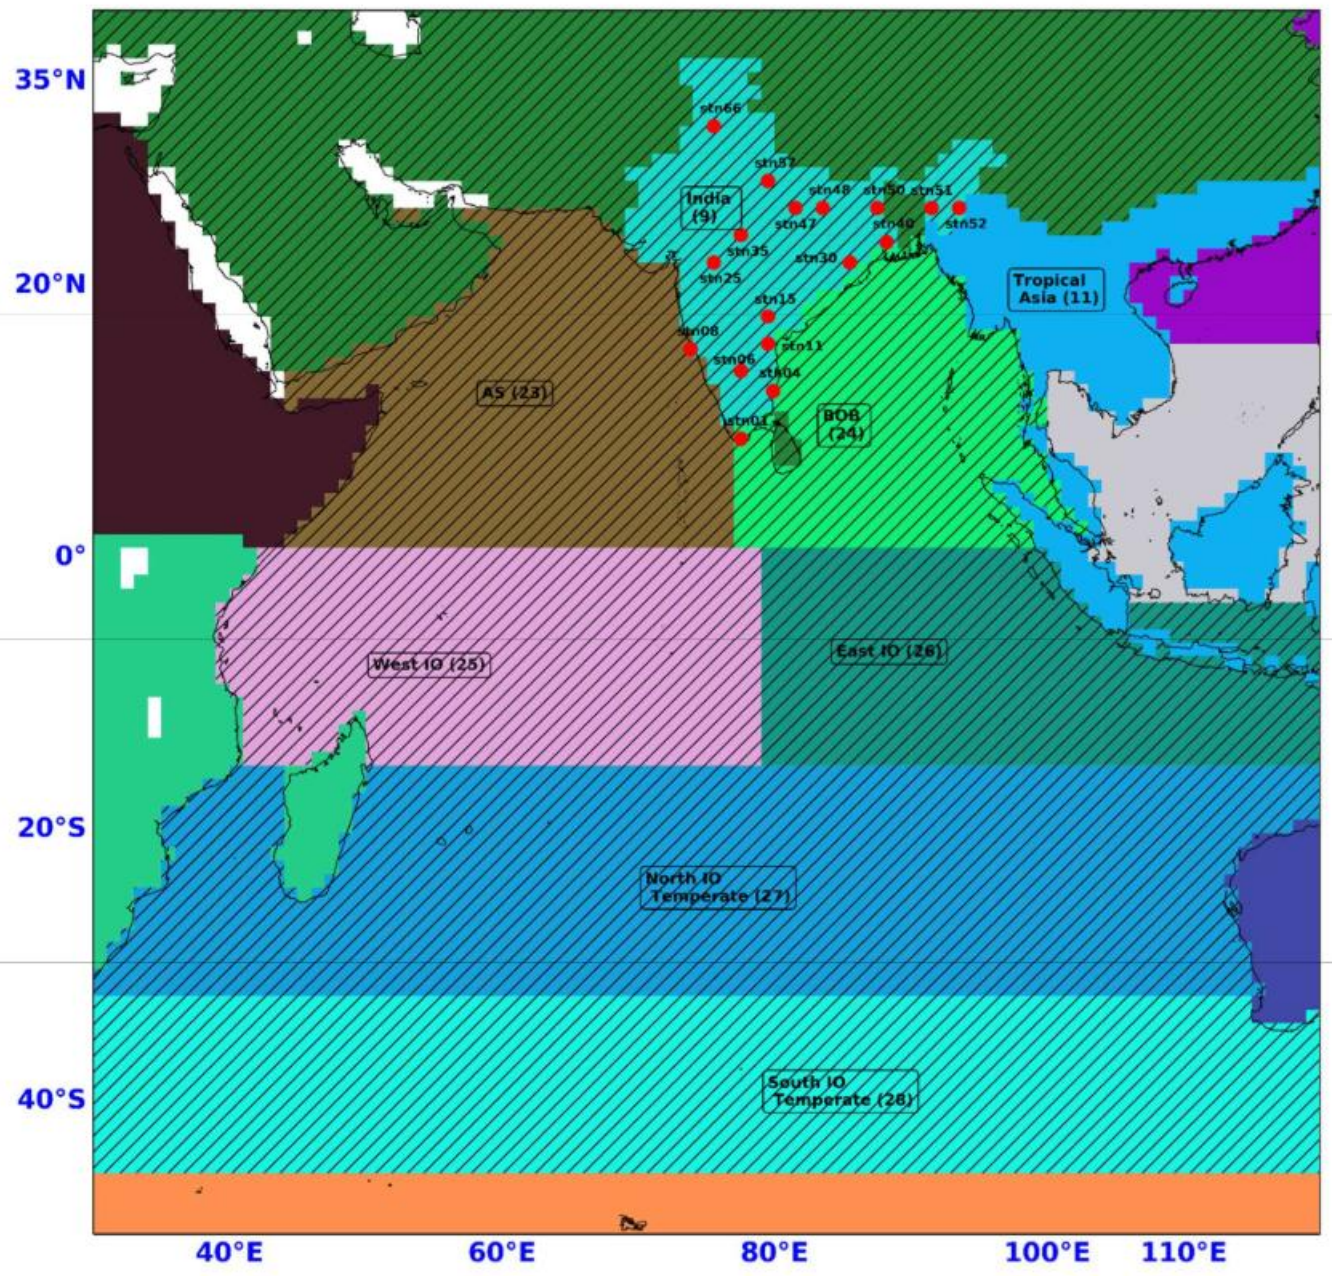 35°N
stn66
stn57
India
(9)
stn48
stn50
stn51
stn47
stn40
stn52
stn35
stn30
stn25
20°N
Tropical
Asia (11)
stn15
stn08
stn11
stn06
stn04
AS (23)
BOB
(24)
stn01
0°
East IO (26)
West IO (25)
20°S
North IO
Temperate (27)
South IO
Temperate (28)
40°S
40°E
60°E
80°E
100°E
110°E